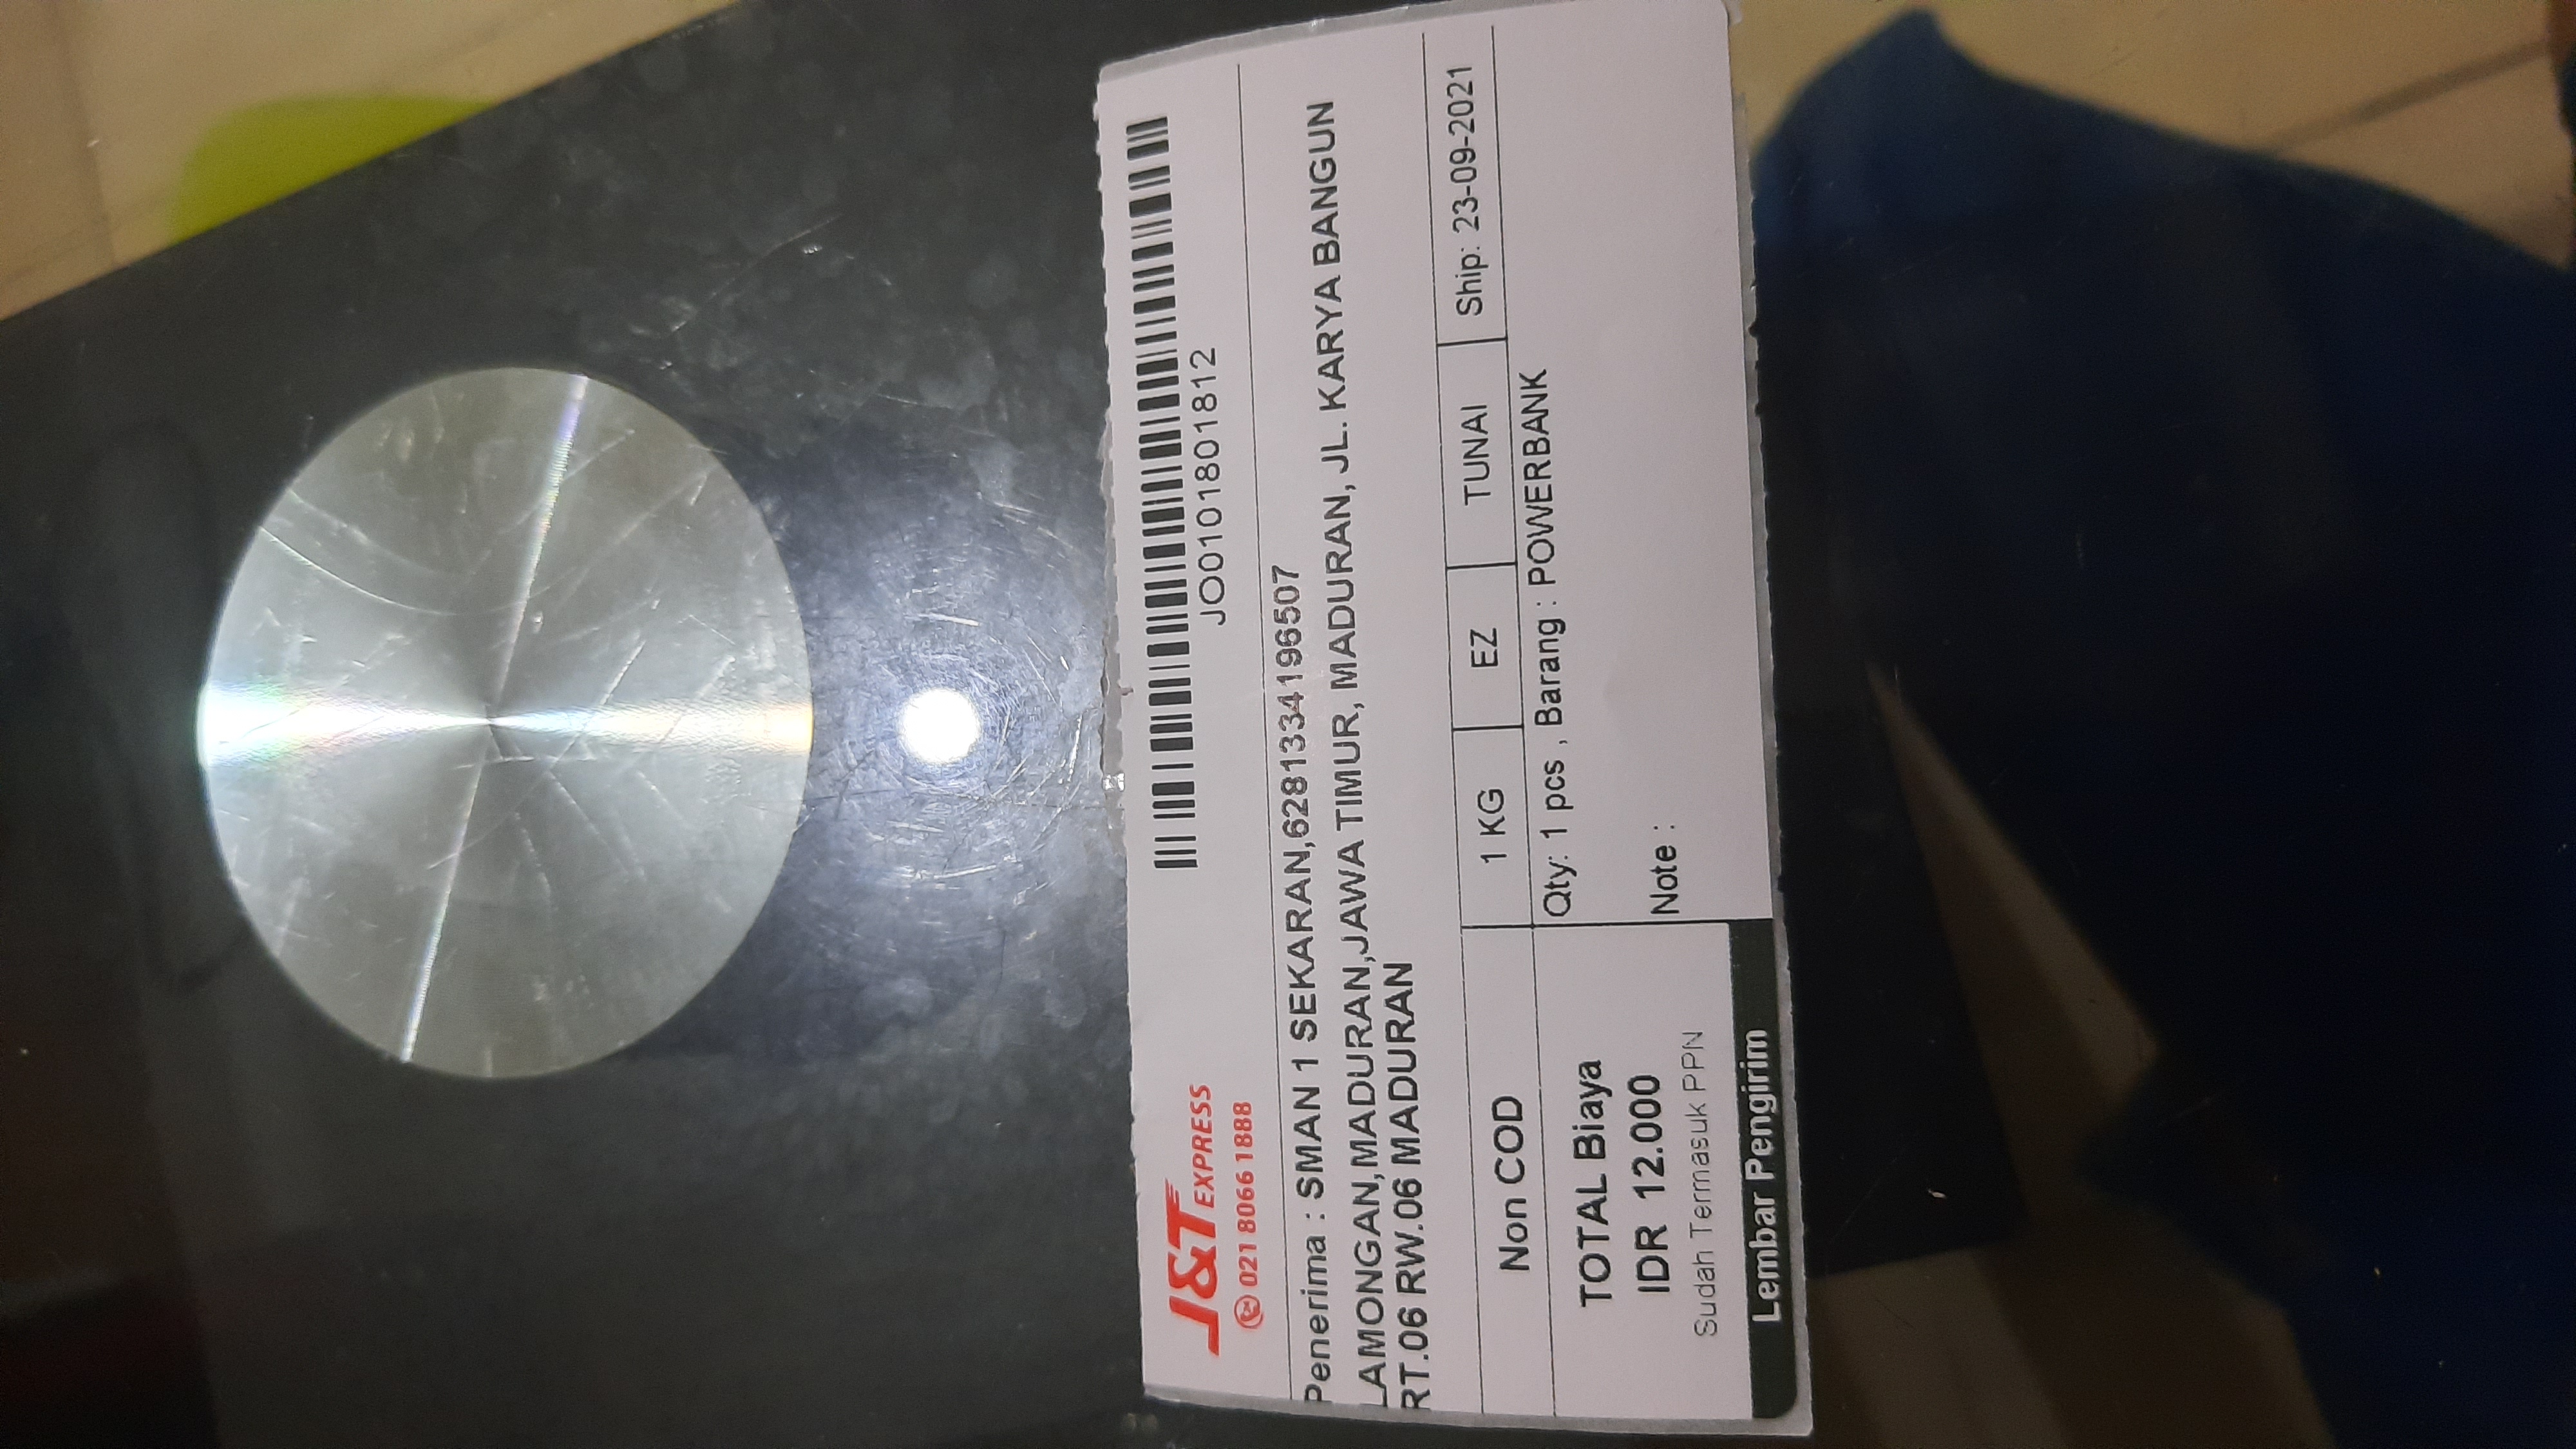 J&T EXPRESS
021 8066 1888
JO0101801812
Penerima : SMAN 1 SEKARAN,6281334196507
LAMONGAN,MADURAN,JAWA TIMUR, MADURAN, JL. KARYA BANGUN
RT.06 RW.06 MADURAN
Non COD
1 KG
EZ
TUNAI
Ship: 23-09-2021
TOTAL Biaya
IDR 12.000
Sudah Termasuk PPN
Lembar Pengirim
Qty: 1 pcs , Barang : POWERBANK
Note :